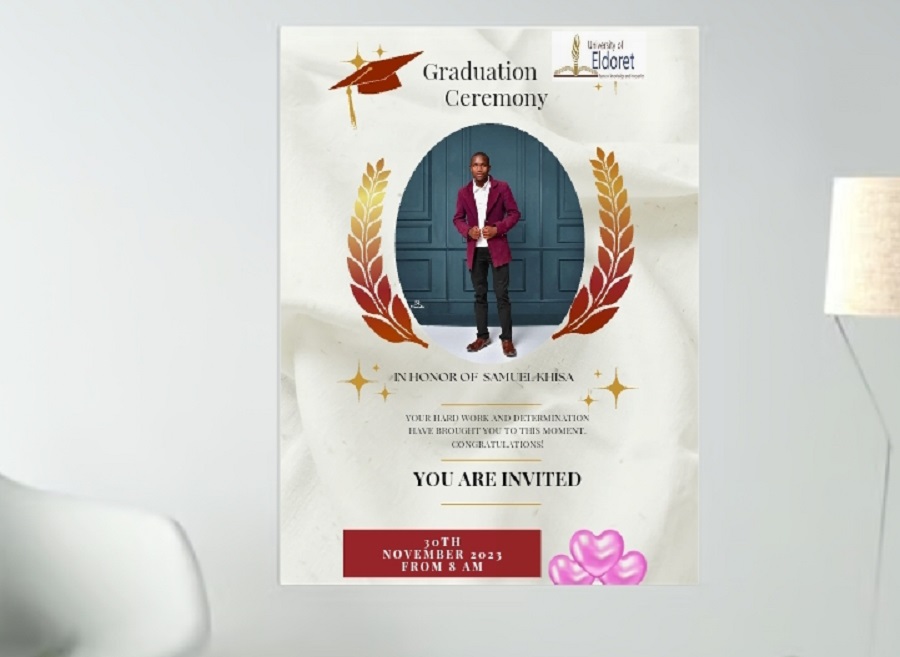 Graduation
Ceremony
University of
Eldoret
IN HONOR OF SAMUEL KHISA
YOUR HARD WORK AND DETERMINATION
HAVE BROUGHT YOU TO THIS MOMENT.
CONGRATULATIONS!
YOU ARE INVITED
30TH
NOVEMBER 2023
FROM 8 AM